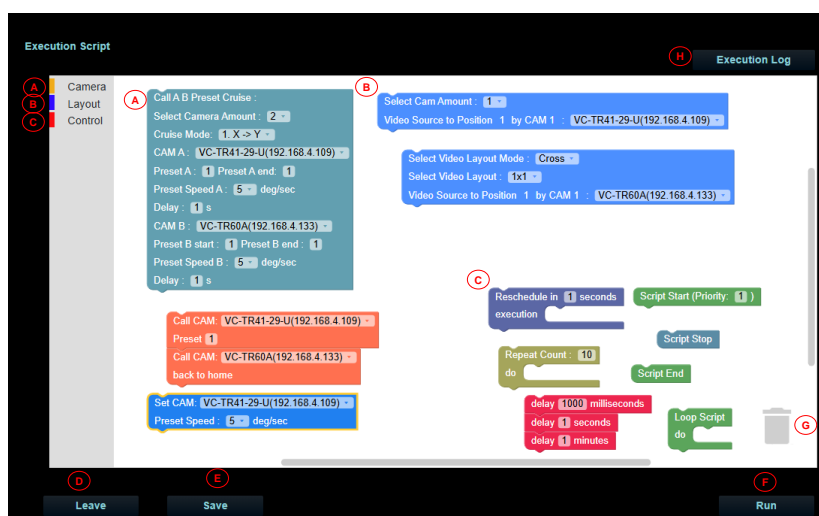 Execution Script
H
Execution Log
A Camera
B Layout
C Control
A
Call A B Preset Cruise :
Select Camera Amount : 2
Cruise Mode: 1. X -> Y
CAM A : VC-TR41-29-U(192.168.4.109)
Preset A : 1 Preset A end: 1
Preset Speed A : 5 deg/sec
Delay : 1 s
CAM B : VC-TR60A(192.168.4.133)
Preset B start : 1 Preset B end : 1
Preset Speed B : 5 deg/sec
Delay : 1 s
Call CAM: VC-TR41-29-U(192.168.4.109)
Preset 1
Call CAM: VC-TR60A(192.168.4.133)
back to home
Set CAM: VC-TR41-29-U(192.168.4.109)
Preset Speed : 5 deg/sec
B
Select Cam Amount : 1
Video Source to Position 1 by CAM 1 : VC-TR41-29-U(192.168.4.109)
Select Video Layout Mode : Cross
Select Video Layout : 1x1
Video Source to Position 1 by CAM 1 : VC-TR60A(192.168.4.133)
C
Reschedule in 1 seconds
execution
Script Start (Priority: 1 )
Script Stop
Repeat Count : 10
do
Script End
delay 1000 milliseconds
delay 1 seconds
delay 1 minutes
Loop Script
do
G
D
Leave
E
Save
F
Run